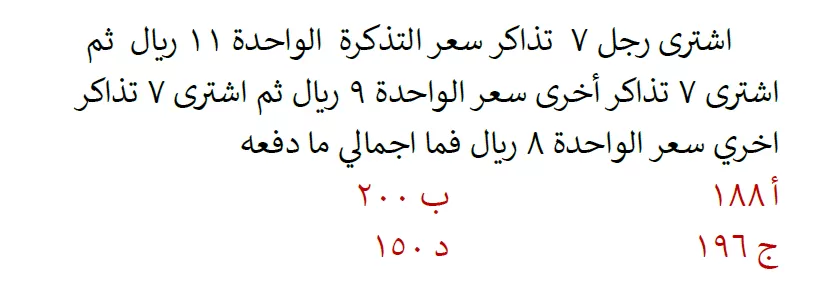 اشترى رجل ٧ تذاكر سعر التذكرة الواحدة ١١ ريال ثم
اشترى ٧ تذاكر أخرى سعر الواحدة ٩ ريال ثم اشترى ٧ تذاكر
اخري سعر الواحدة ٨ ريال فما اجمالي ما دفعه
أ ١٨٨ ب ٢٠٠
ج ١٩٦ د ١٥٠